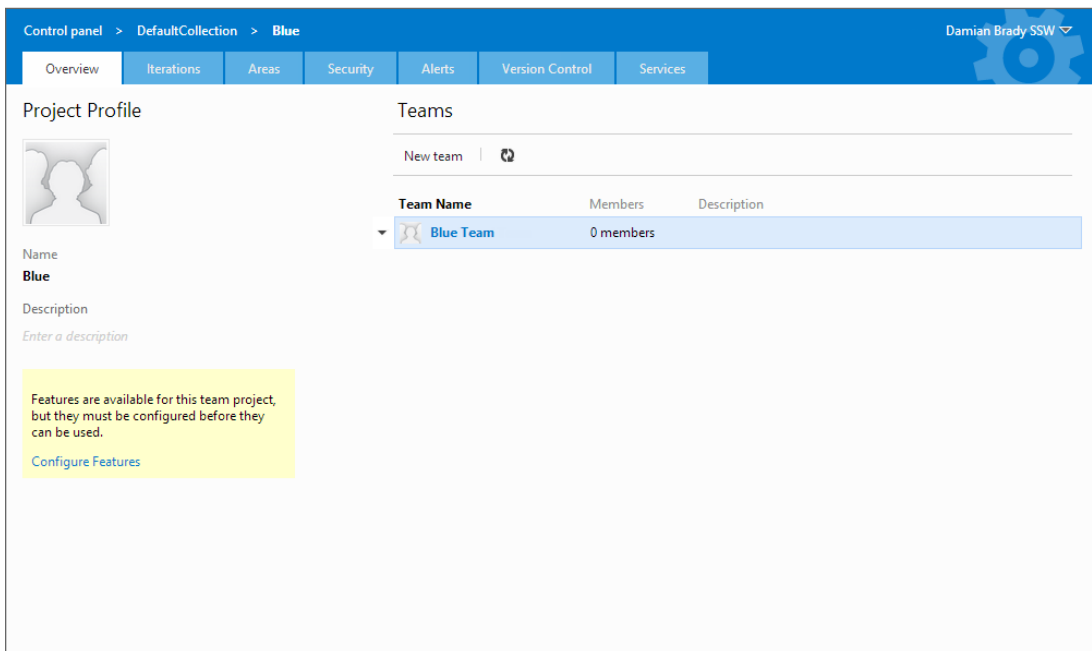 Control panel > DefaultCollection > Blue
Damian Brady SSW
Overview Iterations Areas Security Alerts Version Control Services
Project Profile
Name
Blue
Description
Enter a description
Features are available for this team project,
but they must be configured before they
can be used.
Configure Features
Teams
New team
Team Name Members Description
Blue Team 0 members